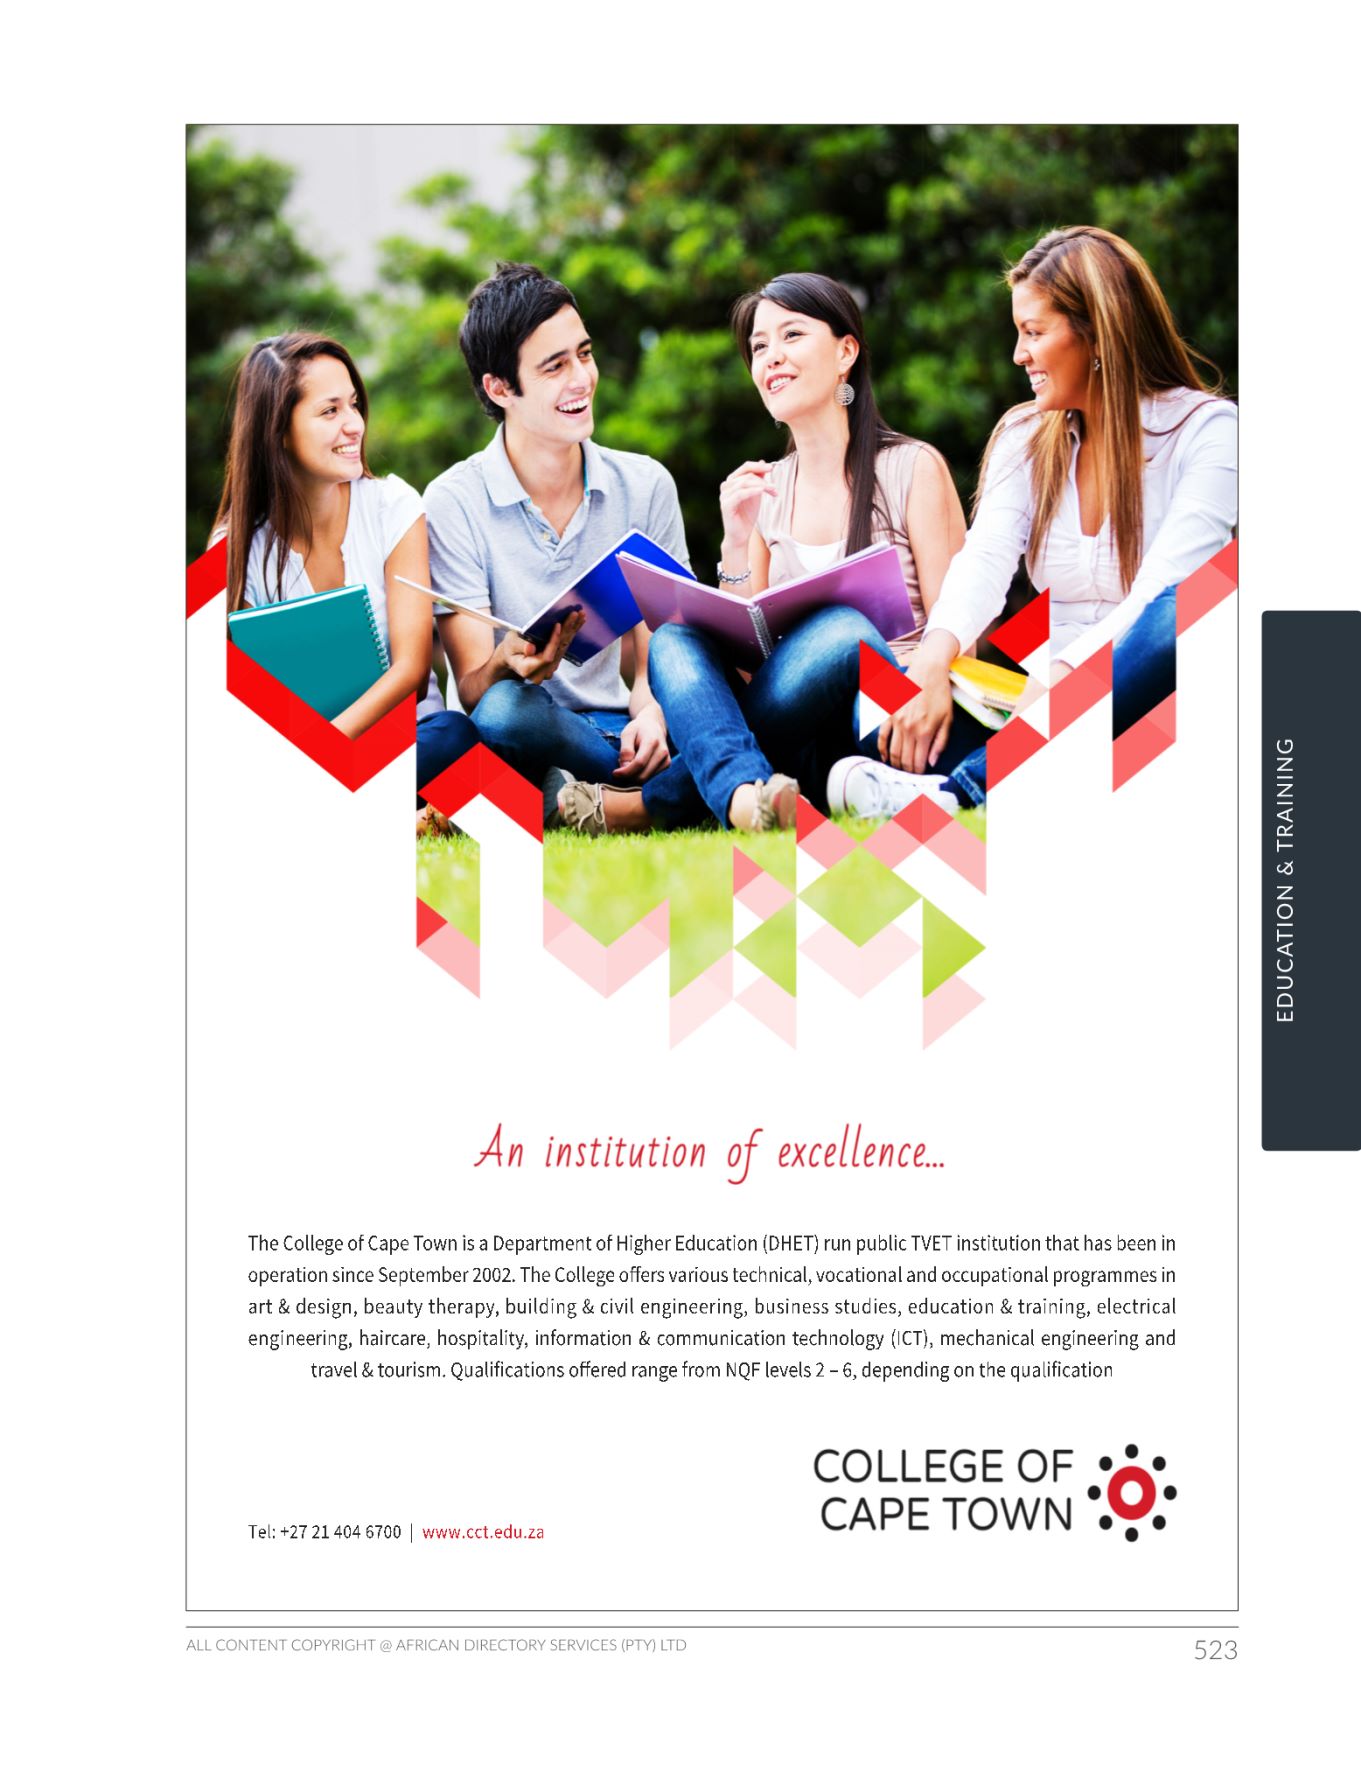 An institution of excellence...
The College of Cape Town is a Department of Higher Education (DHET) run public TVET institution that has been in
operation since September 2002. The College offers various technical, vocational and occupational programmes in
art & design, beauty therapy, building & civil engineering, business studies, education & training, electrical
engineering, haircare, hospitality, information & communication technology (ICT), mechanical engineering and
travel & tourism. Qualifications offered range from NQF levels 2 – 6, depending on the qualification
COLLEGE OF
CAPE TOWN
Tel: +27 21 404 6700 | www.cct.edu.za
EDUCATION & TRAINING
ALL CONTENT COPYRIGHT @ AFRICAN DIRECTORY SERVICES (PTY) LTD
523